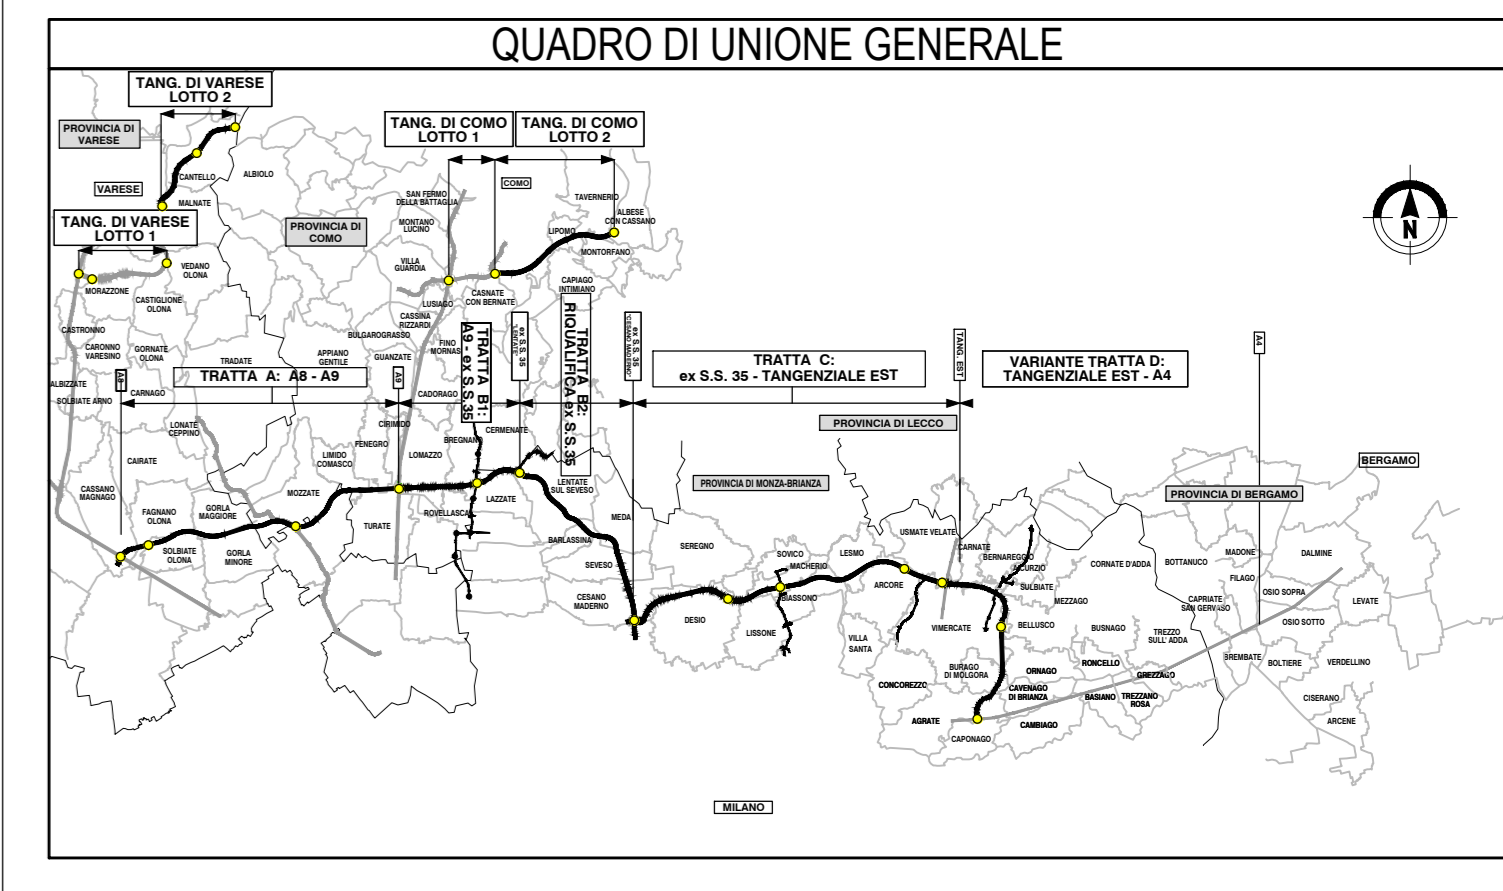 QUADRO DI UNIONE GENERALE
TANG. DI VARESE
LOTTO 2
PROVINCIA DI
VARESE
VARESE
CANTELLO
ALBIOLO
MALNATE
TANG. DI VARESE
LOTTO 1
PROVINCIA DI
COMO
TANG. DI COMO
LOTTO 1
TANG. DI COMO
LOTTO 2
COMO
SAN FERMO
DELLA BATTAGLIA
MONTANO
LUCINO
VILLA
GUARDIA
TAVERNERIO
ALBESE
CON CASSANO
LIPOMO
MONTORFANO
CAPIAGO
INTIMIANO
N
VEDANO
OLONA
MORAZZONE
CASTIGLIONE
OLONA
CASTRONNO
CARONNO
VARESINO
GORNATE
OLONA
ALBIZZATE
SOLBIATE ARNO
CARNAGO
TRADATE
APPIANO
GENTILE
BULGAROGRASSO
GUANZATE
LUSIAGO
CASNATE
CON BERNATE
CASSINA
RIZZARDI
FINO
MORNAS
CADORAGO
A8
TRATTA A: A8 - A9
A9
TRATTA B1:
A9 - ex S.S.35
ex S.S. 35
"LENTATE"
TRATTA B2:
RIQUALIFICA ex S.S.35
ex S.S. 35
"CESANO MADERNO"
TRATTA C:
ex S.S. 35 - TANGENZIALE EST
TANG. EST
VARIANTE TRATTA D:
TANGENZIALE EST - A4
A4
PROVINCIA DI LECCO
PROVINCIA DI MONZA-BRIANZA
PROVINCIA DI BERGAMO
BERGAMO
LONATE
CEPPINO
CAIRATE
CASSANO
MAGNAGO
FAGNANO
OLONA
GORLA
MAGGIORE
SOLBIATE
OLONA
GORLA
MINORE
MOZZATE
LIMIDO
COMASCO
FENEGRO
CIRIMIDO
LOMAZZO
BREGNANO
CERMENATE
TURATE
ROVELLASCA
LAZZATE
LENTATE
SUL SEVESO
MEDA
BARLASSINA
SEVESO
CESANO
MADERNO
SEREGNO
DESIO
LISSONE
SOVICO
MACHERIO
BIASSONO
LESMO
ARCORE
USMATE VELATE
CARNATE
BERNAREGGIO
AICURZIO
SULBIATE
MEZZAGO
CORNATE D'ADDA
BOTTANUCO
MADONE
FILAGO
DALMINE
CAPRIATE
SAN GERVASO
OSIO SOPRA
OSIO SOTTO
LEVATE
VILLA
SANTA
VIMERCATE
BELLUSCO
BUSNAGO
TREZZO
SULL' ADDA
BREMBATE
BOLTIERE
VERDELLINO
BURAGO
DI MOLGORA
ORNAGO
RONCELLO
GREZZAGO
CONCOREZZO
CAVENAGO
DI BRIANZA
BASIANO
TREZZANO
ROSA
CISERANO
ARCENE
AGRATE
CAMBIAGO
CAPONAGO
MILANO